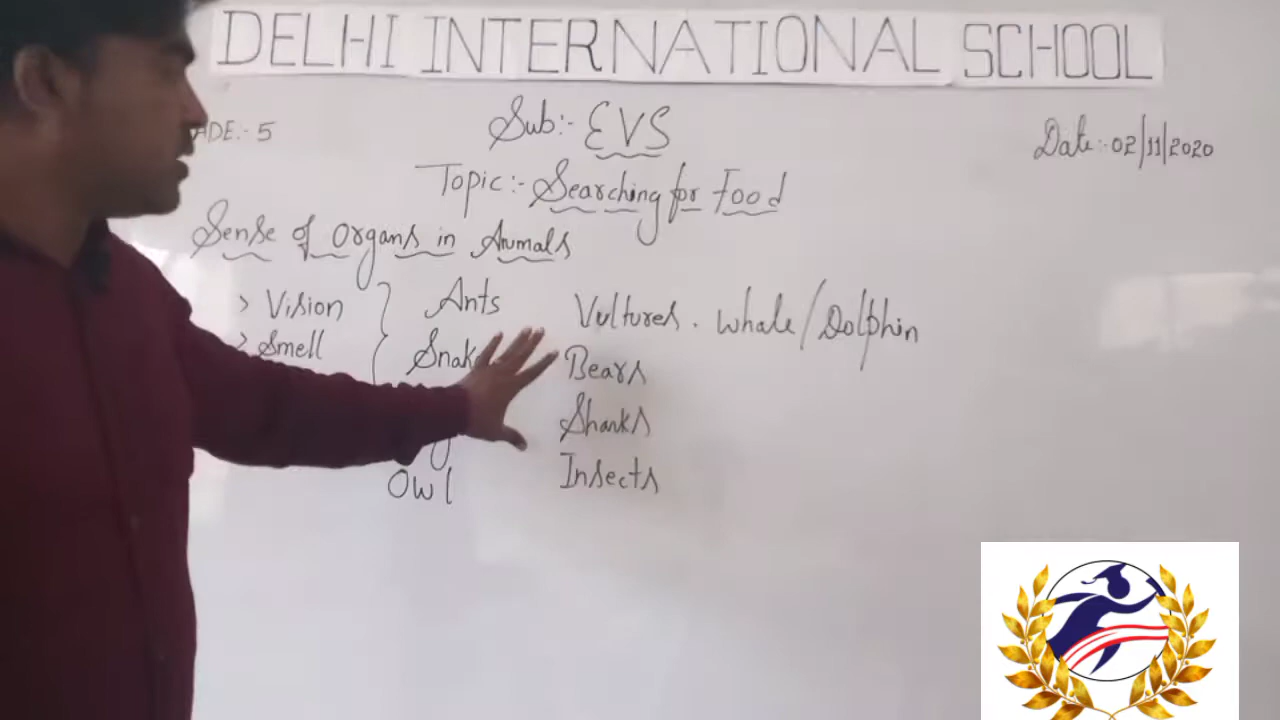 DELHI INTERNATIONAL SCHOOL
ADE:- 5
Sub:- EVS
Date:- 02/11/2020
Topic:- Searching for Food
Sense of Organs in Animals
> Vision } Ants Vultures. Whale/Dolphin
> Smell Snake Bears
Sharks
Owl Insects